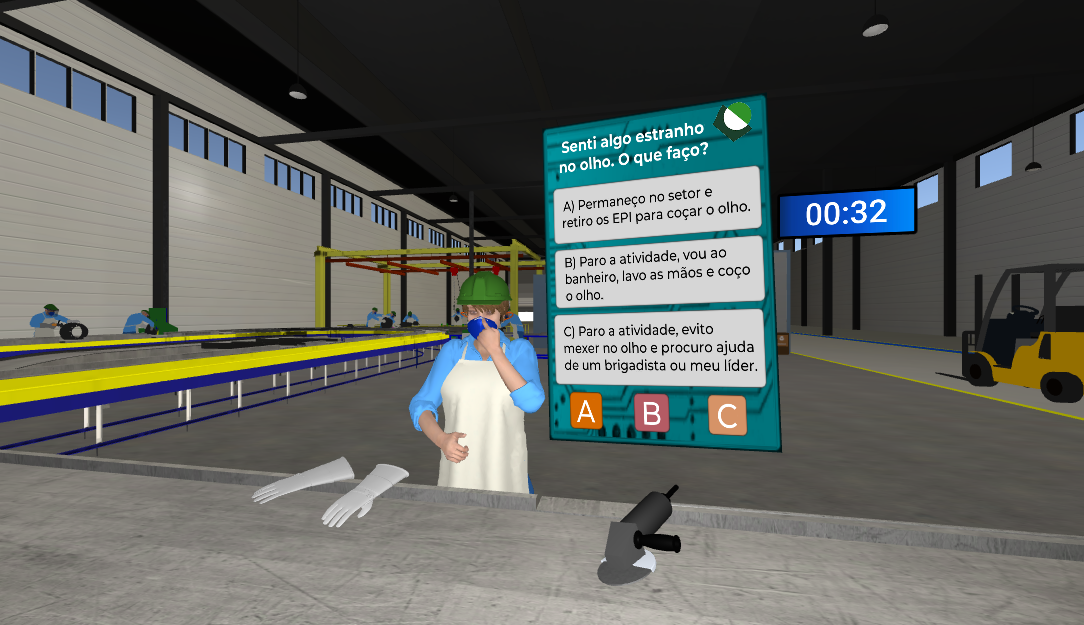 Senti algo estranho
no olho. O que faço?
A) Permaneço no setor e
retiro os EPI para coçar o olho.
B) Paro a atividade, vou ao
banheiro, lavo as mãos e coço
o olho.
C) Paro a atividade, evito
mexer no olho e procuro ajuda
de um brigadista ou meu líder.
A B C
00:32